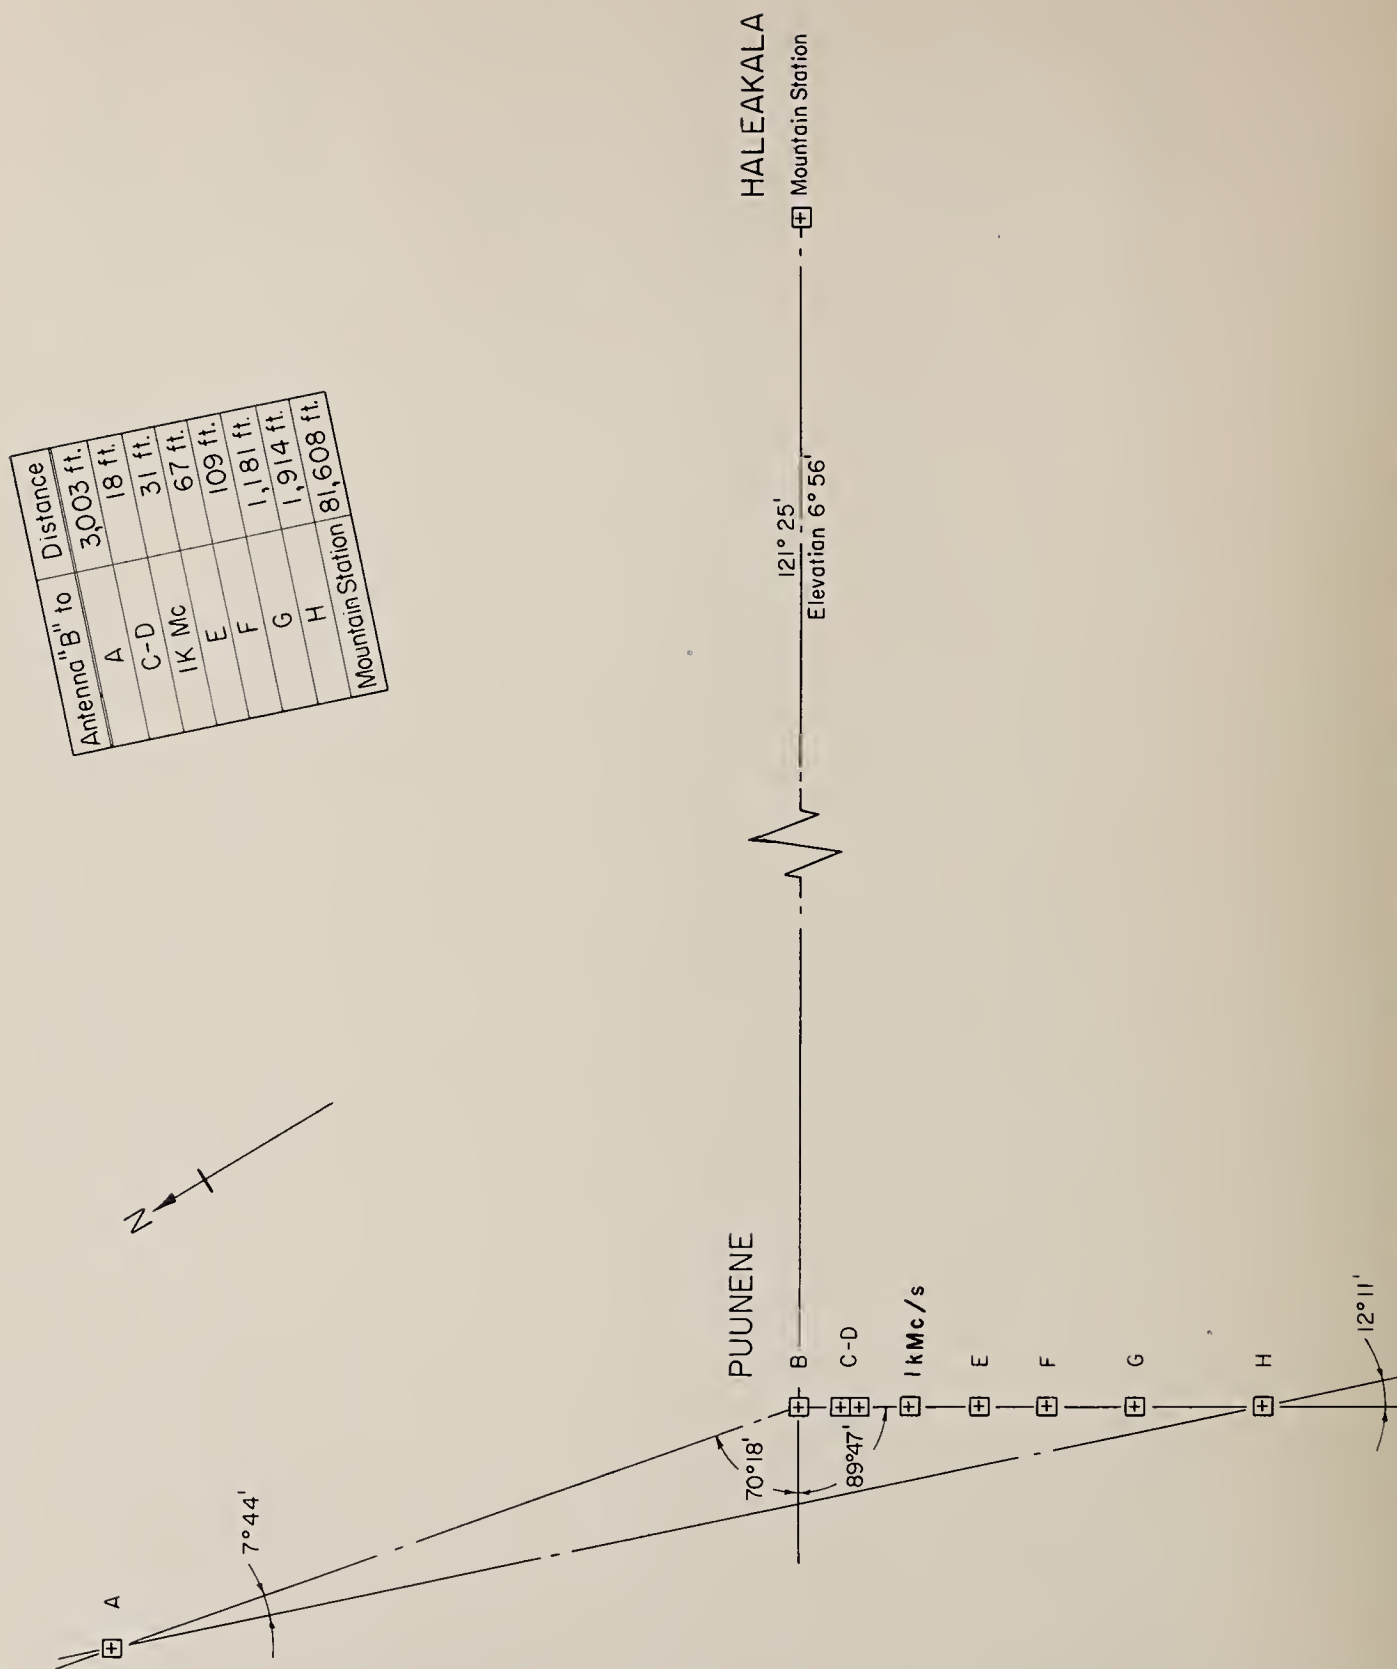 Antenna "B" to Distance
A 3,003 ft.
C-D 18 ft.
1K Mc 31 ft.
E 67 ft.
F 109 ft.
G 1,181 ft.
H 1,914 ft.
Mountain Station 81,608 ft.
N
HALEAKALA
Mountain Station
121° 25'
Elevation 6° 56'
PUUNENE
A
7°44'
70°18'
89°47'
B
C-D
1kMc/s
E
F
G
H
12°11'